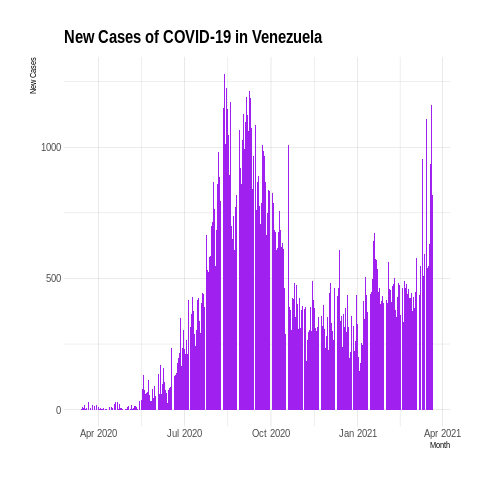 New Cases of COVID-19 in Venezuela
New Cases
1000
500
0
Apr 2020 Jul 2020 Oct 2020 Jan 2021 Apr 2021
Month